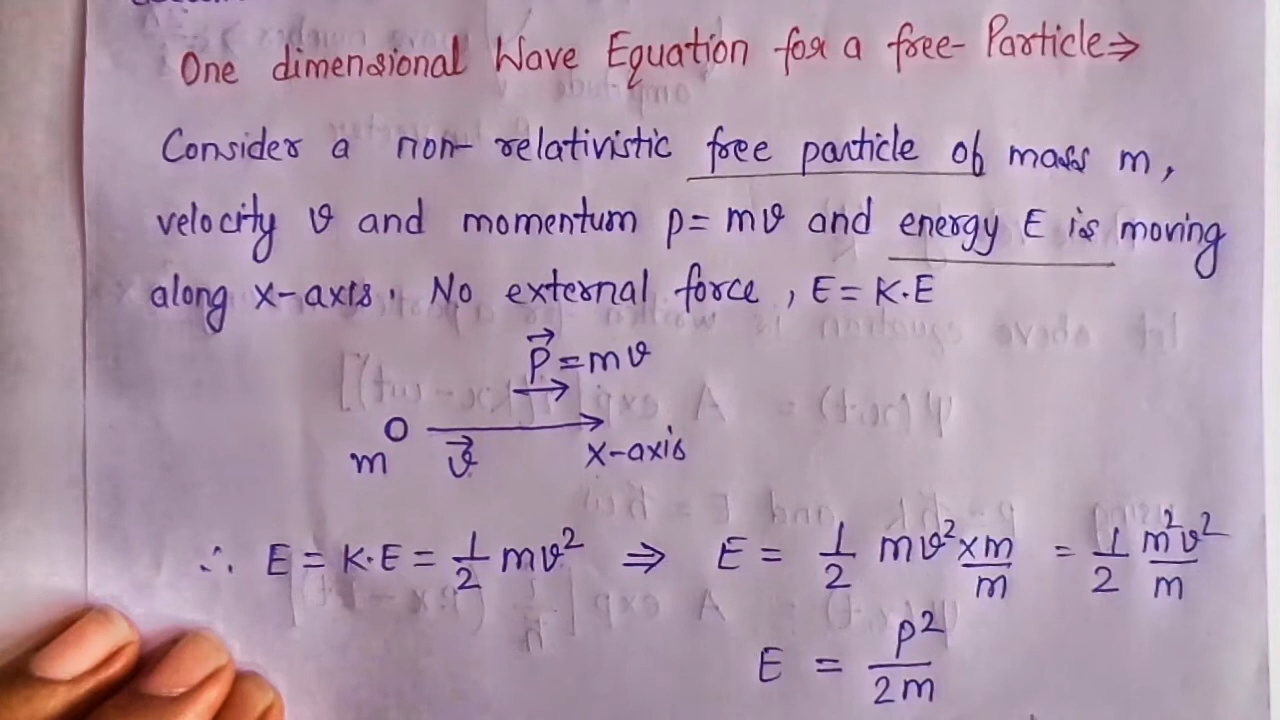 One dimensional Wave Equation for a free-Particle⇒
Consider a non-relativistic free particle of mass m,
velocity v and momentum p= mv and energy E is moving
along x-axis. No external force, E= K.E
p⃗ = mv
m v⃗ x-axis
∴ E = K.E = 1/2 mv² ⇒ E = 1/2 mv² × m/m = 1/2 m²v²/m
E = p²/2m